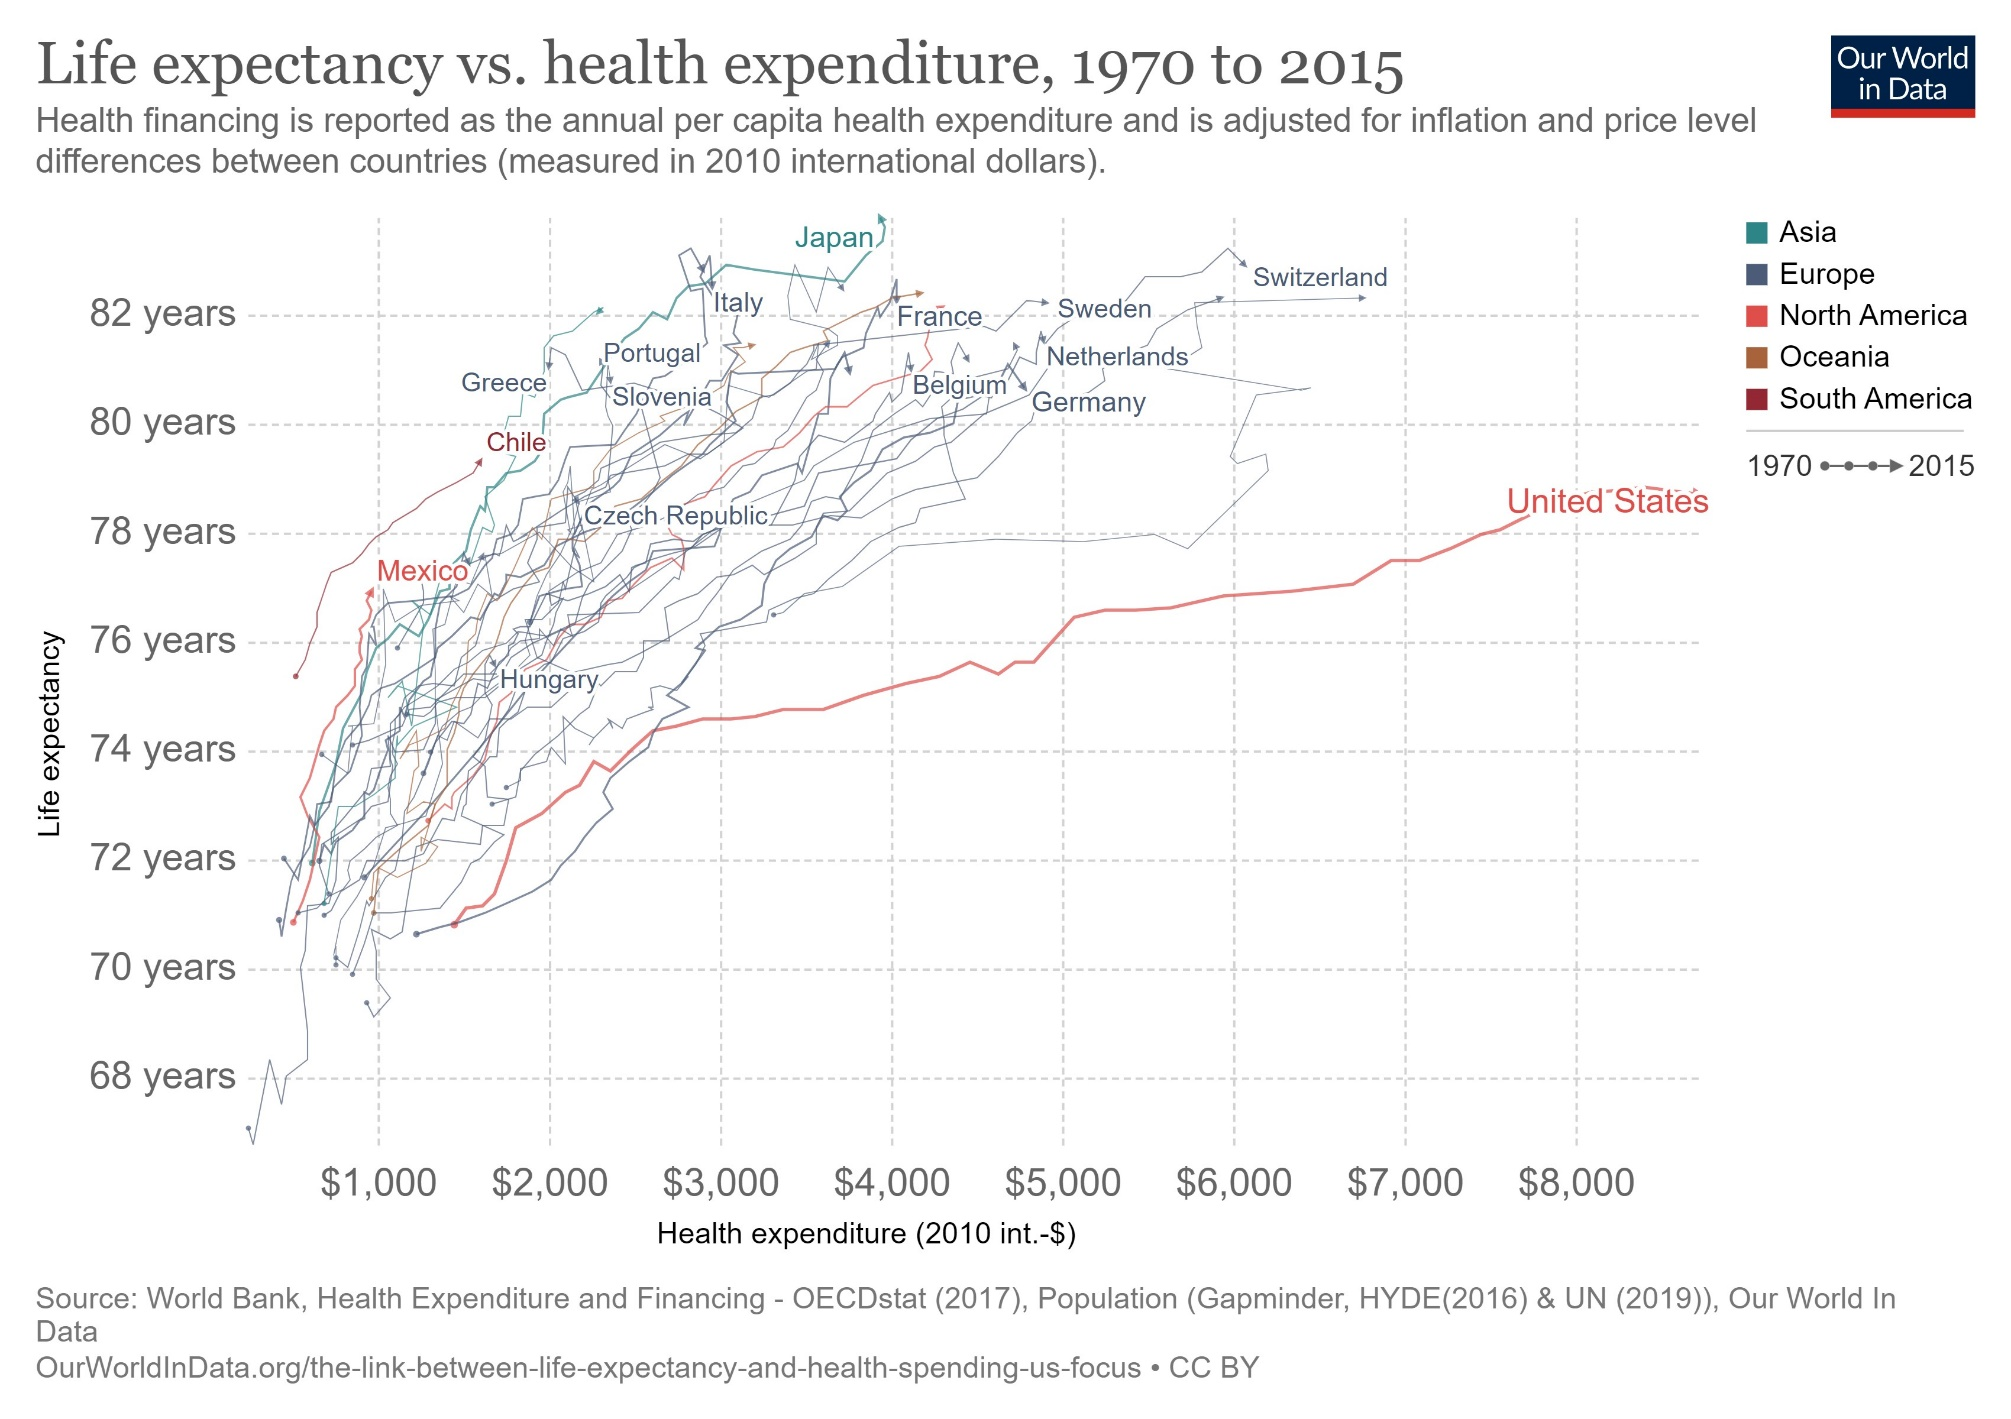 Life expectancy vs. health expenditure, 1970 to 2015
Our World
in Data
Health financing is reported as the annual per capita health expenditure and is adjusted for inflation and price level
differences between countries (measured in 2010 international dollars).
Asia
Europe
North America
Oceania
South America
1970 2015
Life expectancy
82 years
80 years
78 years
76 years
74 years
72 years
70 years
68 years
Japan
Switzerland
Italy
Sweden
France
Portugal
Netherlands
Greece
Belgium
Slovenia
Germany
Chile
United States
Czech Republic
Mexico
Hungary
$1,000 $2,000 $3,000 $4,000 $5,000 $6,000 $7,000 $8,000
Health expenditure (2010 int.-$)
Source: World Bank, Health Expenditure and Financing - OECDstat (2017), Population (Gapminder, HYDE(2016) & UN (2019)), Our World In
Data
OurWorldInData.org/the-link-between-life-expectancy-and-health-spending-us-focus • CC BY